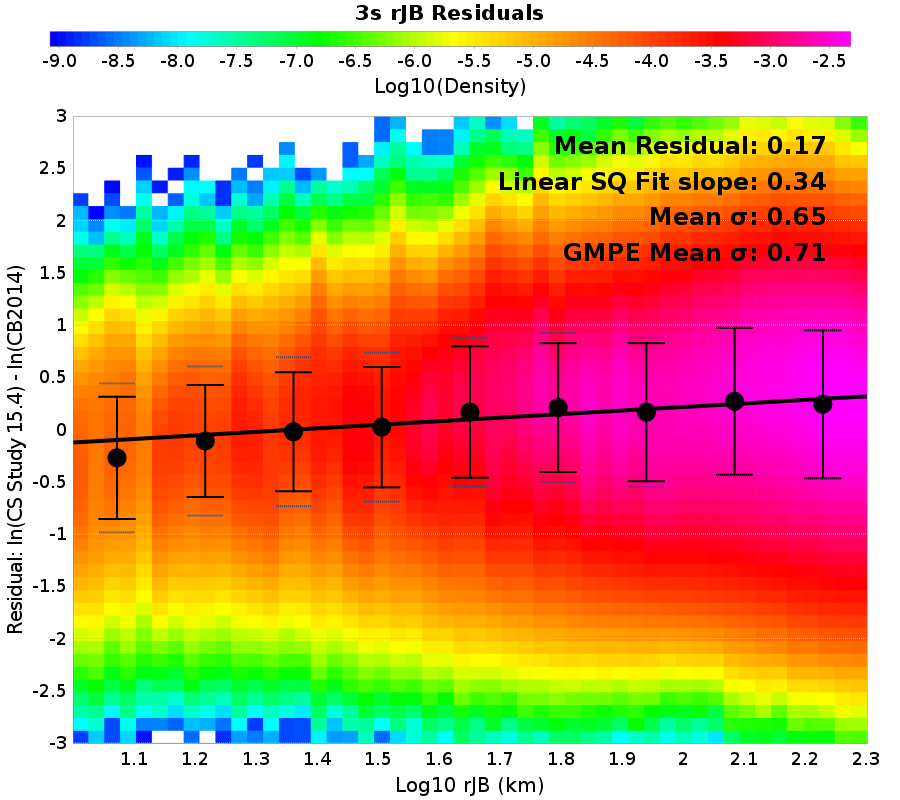 3s rJB Residuals
-9.0 -8.5 -8.0 -7.5 -7.0 -6.5 -6.0 -5.5 -5.0 -4.5 -4.0 -3.5 -3.0 -2.5
Log10(Density)
Mean Residual: 0.17
Linear SQ Fit slope: 0.34
Mean σ: 0.65
GMPE Mean σ: 0.71
Residual: ln(CS Study 15.4) - ln(CB2014)
3
2.5
2
1.5
1
0.5
0
-0.5
-1
-1.5
-2
-2.5
-3
1.1 1.2 1.3 1.4 1.5 1.6 1.7 1.8 1.9 2 2.1 2.2 2.3
Log10 rJB (km)